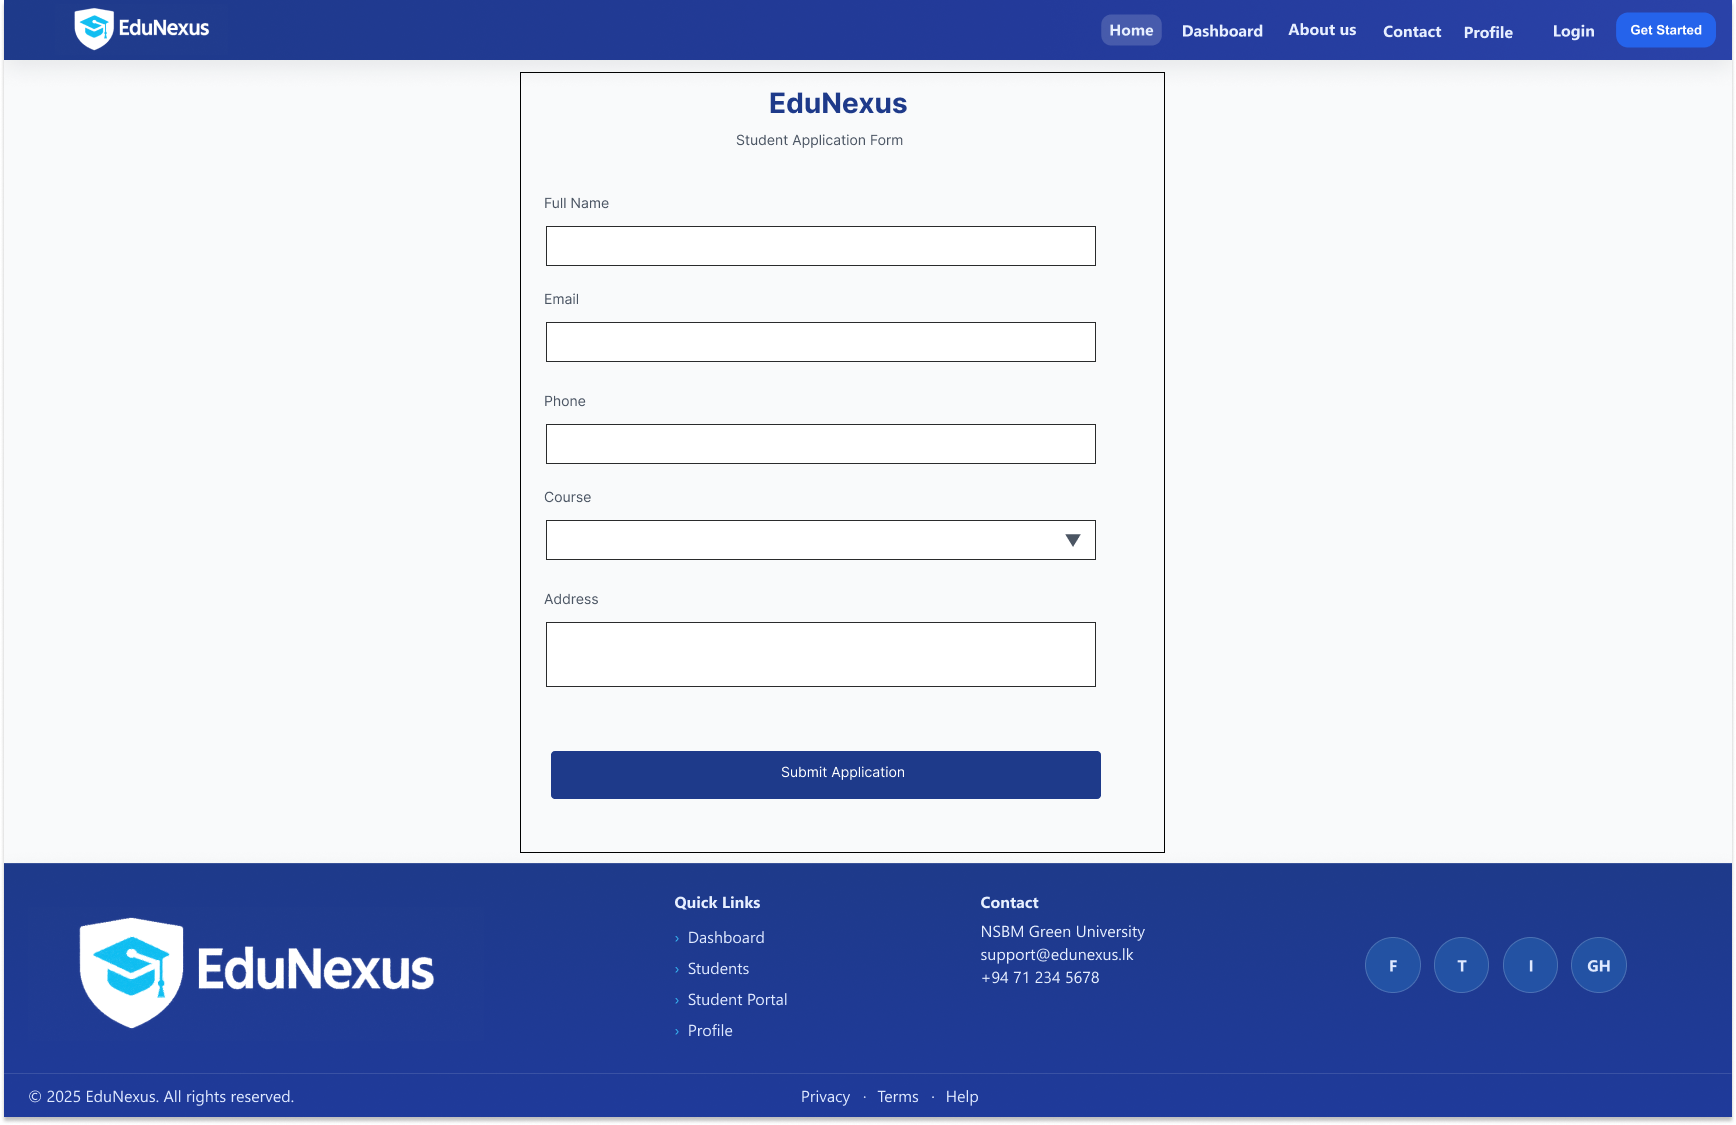 EduNexus
Home Dashboard About us Contact Profile Login Get Started
EduNexus
Student Application Form
Full Name
Email
Phone
Course
Address
Submit Application
EduNexus
Quick Links
› Dashboard
› Students
› Student Portal
› Profile
Contact
NSBM Green University
support@edunexus.lk
+94 71 234 5678
F T I GH
© 2025 EduNexus. All rights reserved.
Privacy · Terms · Help